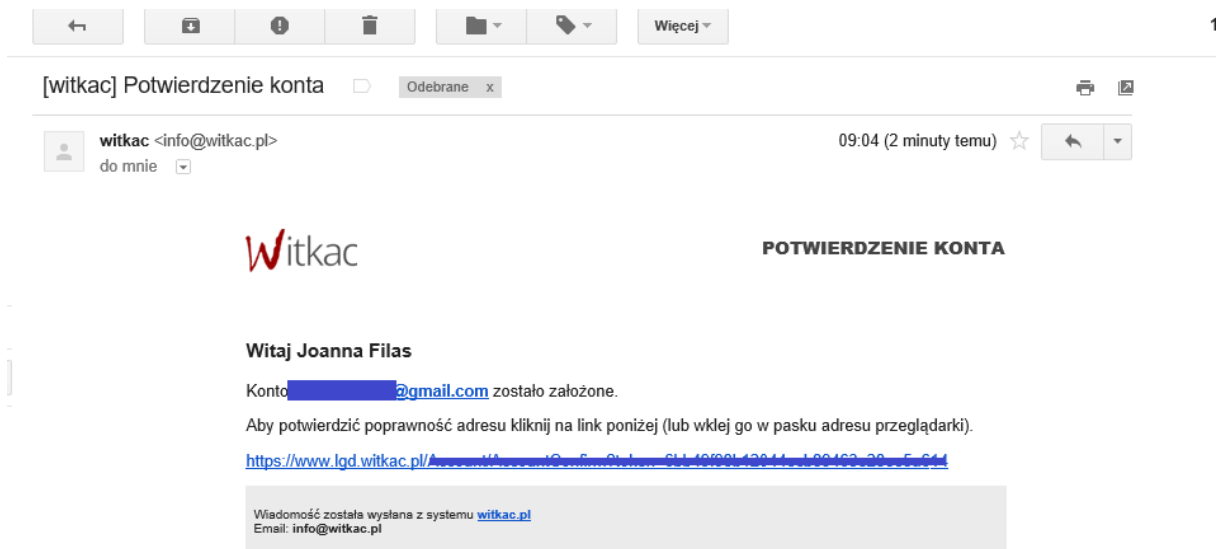 Więcej
1
[witkac] Potwierdzenie konta
Odebrane x
witkac <info@witkac.pl>
09:04 (2 minuty temu)
do mnie
Witkac
POTWIERDZENIE KONTA
Witaj Joanna Filas
Konto @gmail.com zostało założone.
Aby potwierdzić poprawność adresu kliknij na link poniżej (lub wklej go w pasku adresu przeglądarki).
https://www.lgd.witkac.pl/
Wiadomość została wysłana z systemu witkac.pl
Email: info@witkac.pl